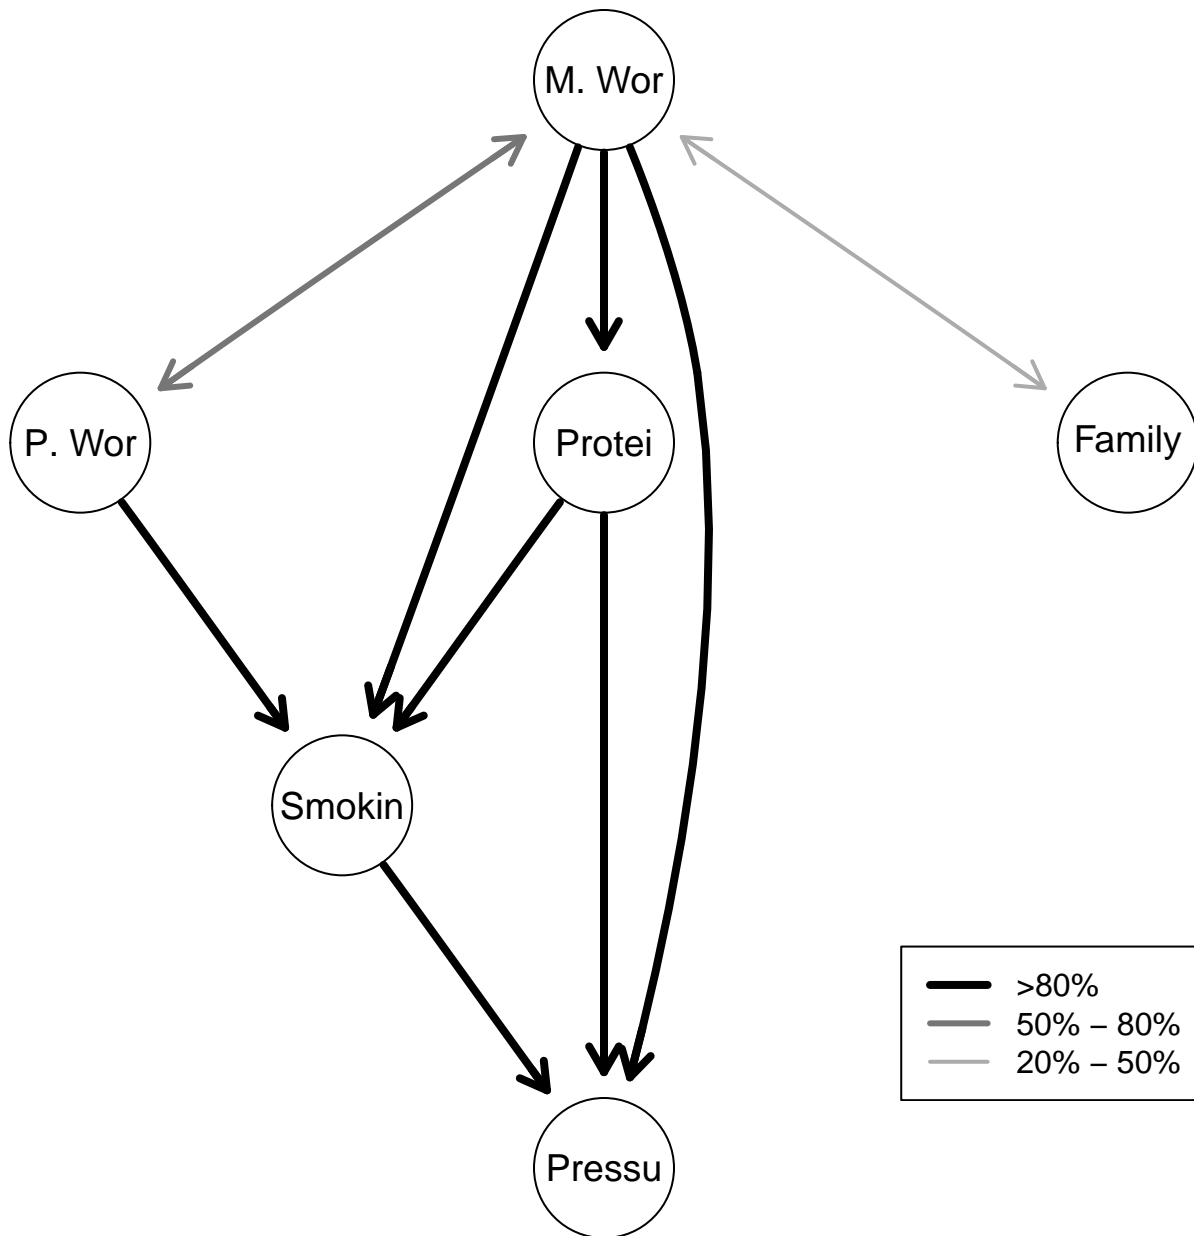 M. Wor
P. Wor
Protei
Family
Smokin
Pressu
>80%
50% – 80%
20% – 50%